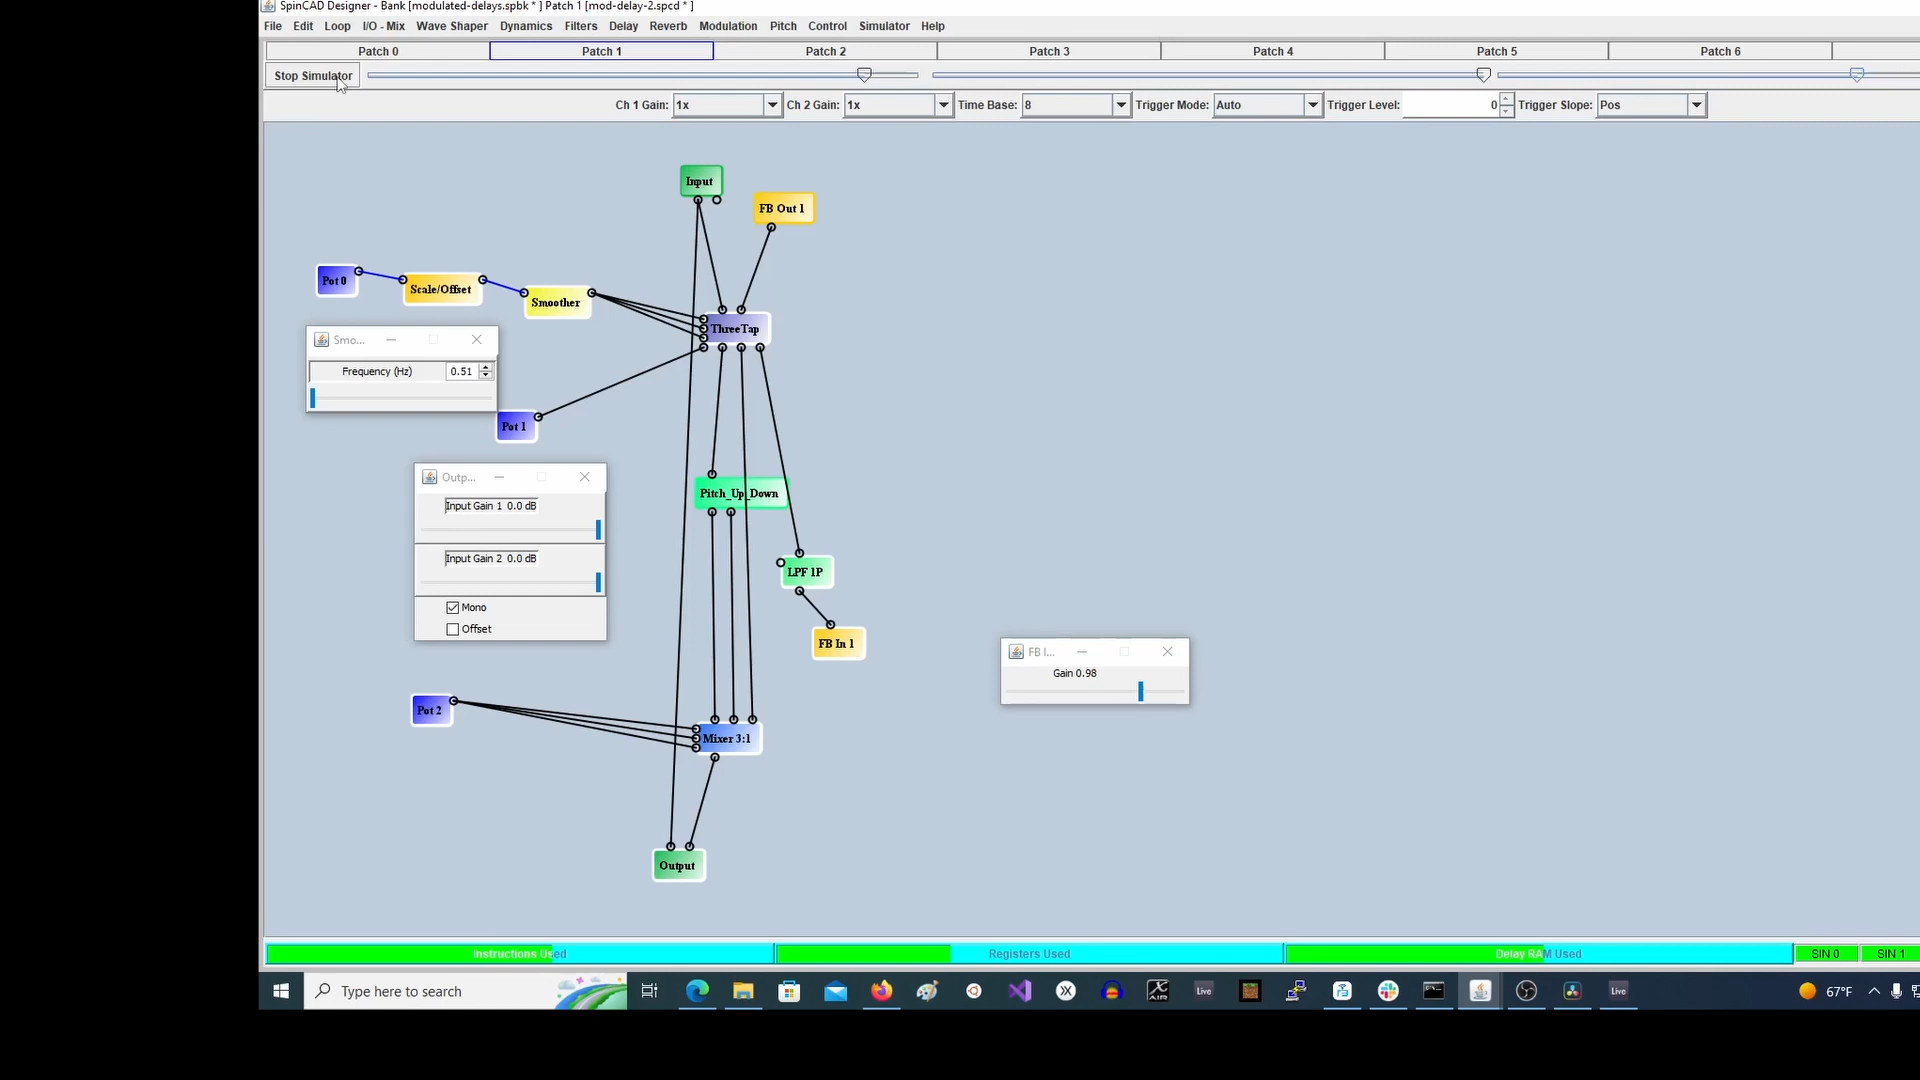 SpinCAD Designer - Bank [modulated-delays.spbk * ] Patch 1 [mod-delay-2.spcd * ]
File Edit Loop I/O - Mix Wave Shaper Dynamics Filters Delay Reverb Modulation Pitch Control Simulator Help
Patch 0 Patch 1 Patch 2 Patch 3 Patch 4 Patch 5 Patch 6
Stop Simulator
Ch 1 Gain: 1x Ch 2 Gain: 1x Time Base: 8 Trigger Mode: Auto Trigger Level: 0 Trigger Slope: Pos
Input
FB Out 1
Pot 0
Scale/Offset
Smoother
ThreeTap
Smo...
Frequency (Hz) 0.51
Pot 1
Outp...
Input Gain 1 0.0 dB
Input Gain 2 0.0 dB
Mono
Offset
Pitch_Up_Down
LPF 1P
FB In 1
FB I...
Gain 0.98
Pot 2
Mixer 3:1
Output
Instructions Used Registers Used Delay RAM Used SIN 0 SIN 1
Type here to search
X AIR
Live
Live
67°F